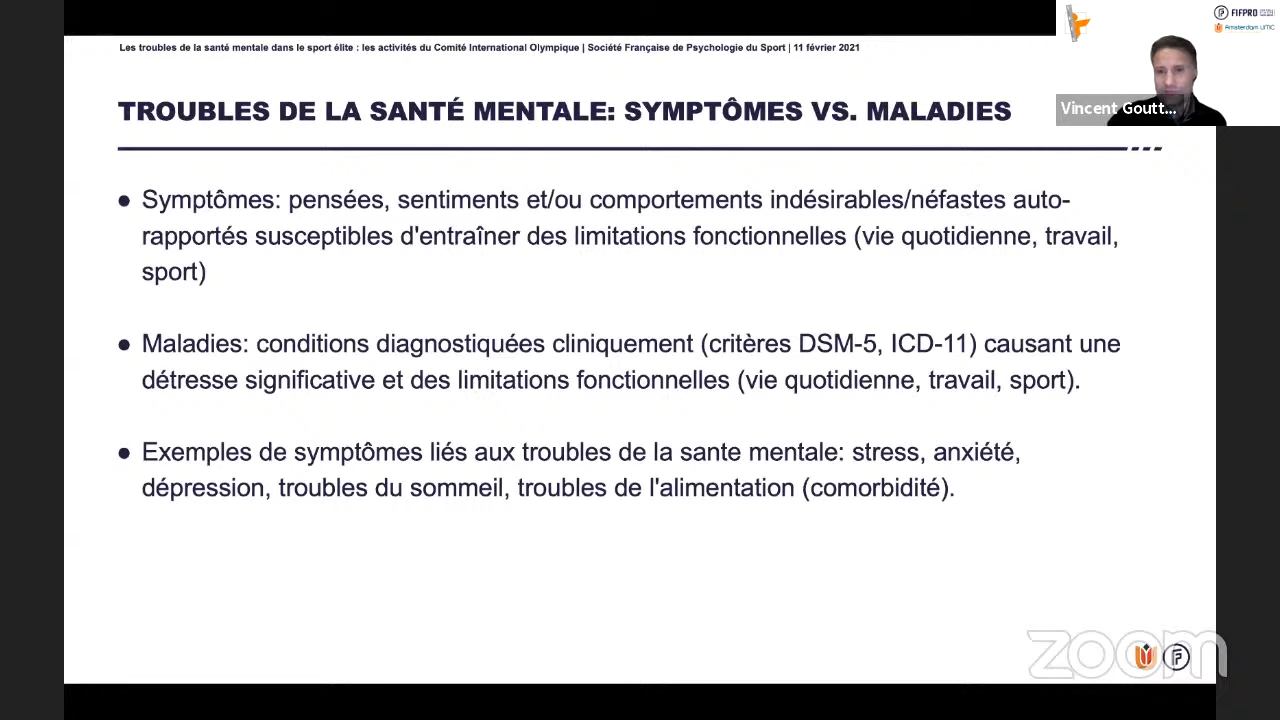 Les troubles de la santé mentale dans le sport élite : les activités du Comité International Olympique | Société Française de Psychologie du Sport | 11 février 2021
FIFPRO
Amsterdam UMC
Vincent Goutt...
TROUBLES DE LA SANTÉ MENTALE: SYMPTÔMES VS. MALADIES
● Symptômes: pensées, sentiments et/ou comportements indésirables/néfastes auto-
rapportés susceptibles d'entraîner des limitations fonctionnelles (vie quotidienne, travail,
sport)
● Maladies: conditions diagnostiquées cliniquement (critères DSM-5, ICD-11) causant une
détresse significative et des limitations fonctionnelles (vie quotidienne, travail, sport).
● Exemples de symptômes liés aux troubles de la sante mentale: stress, anxiété,
dépression, troubles du sommeil, troubles de l'alimentation (comorbidité).
zoom